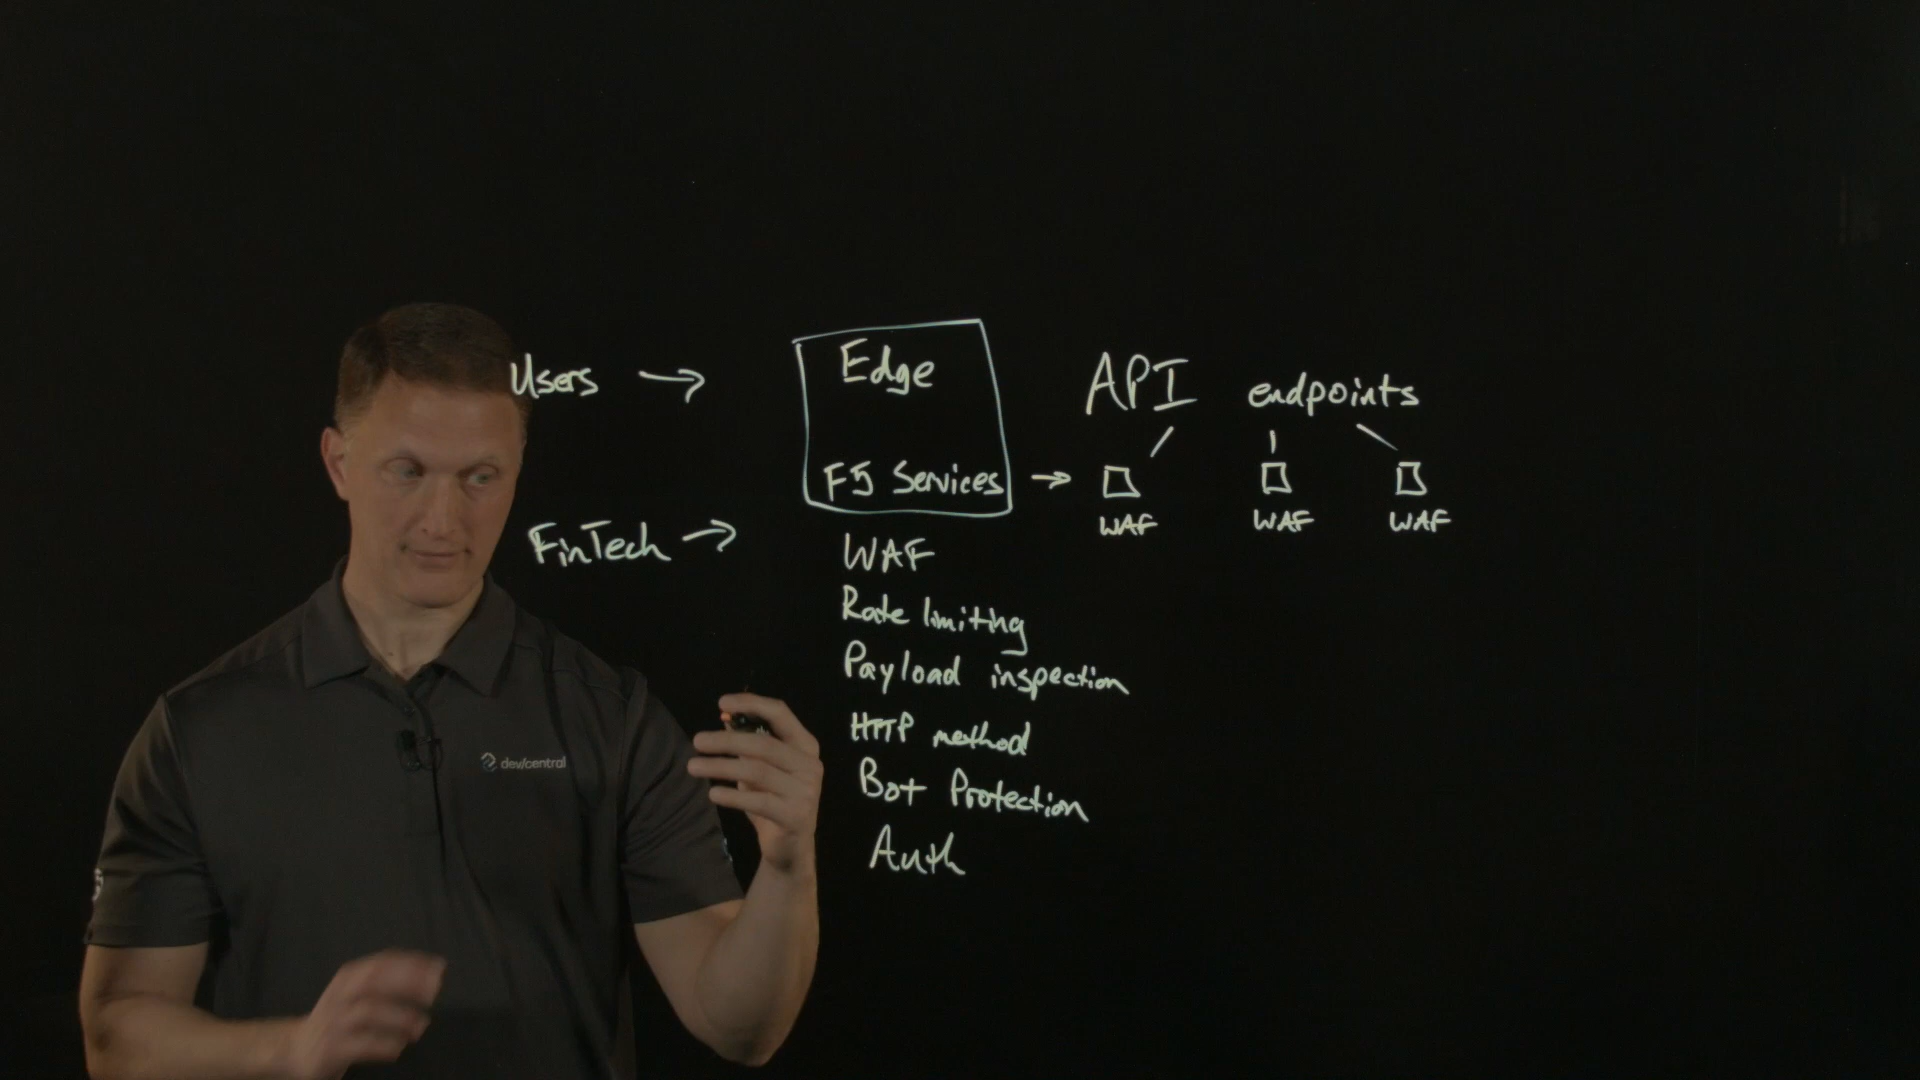 Users →
Edge
F5 Services →
API endpoints
WAF WAF WAF
FinTech →
WAF
Rate limiting
Payload inspection
HTTP method
Bot Protection
Auth
dev/central